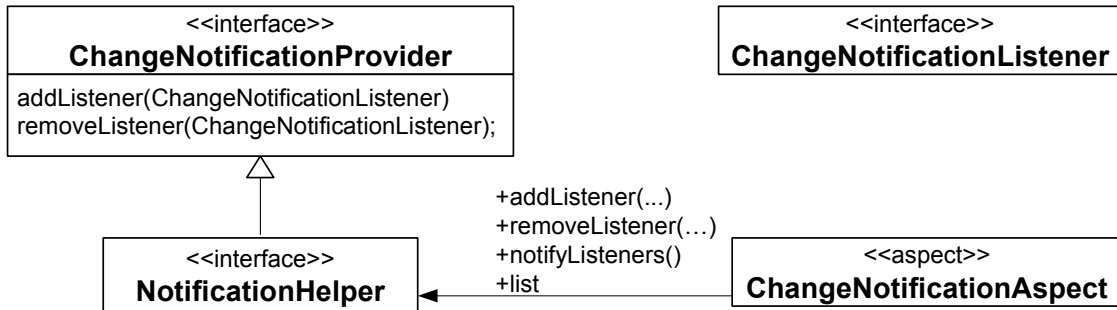 <<interface>>
ChangeNotificationProvider
addListener(ChangeNotificationListener)
removeListener(ChangeNotificationListener);
<<interface>>
ChangeNotificationListener
+addListener(...)
+removeListener(…)
+notifyListeners()
+list
<<interface>>
NotificationHelper
<<aspect>>
ChangeNotificationAspect